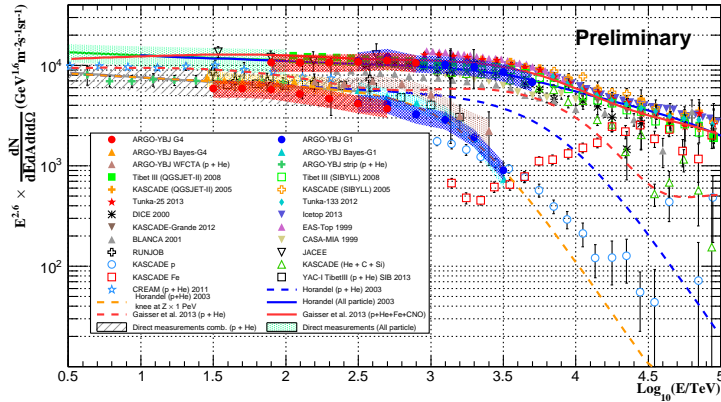 Preliminary
E^2.6 × dN/dEdAdtdΩ (GeV^1.6 m^-2 s^-1 sr^-1)
10^4
10^3
10^2
ARGO-YBJ G4 ARGO-YBJ G1
ARGO-YBJ Bayes-G4 ARGO-YBJ Bayes-G1
ARGO-YBJ WFCTA (p + He) ARGO-YBJ strip (p + He)
Tibet III (QGSJET-II) 2008 Tibet III (SIBYLL) 2008
KASCADE (QGSJET-II) 2005 KASCADE (SIBYLL) 2005
Tunka-25 2013 Tunka-133 2012
DICE 2000 Icetop 2013
KASCADE-Grande 2012 EAS-Top 1999
BLANCA 2001 CASA-MIA 1999
RUNJOB JACEE
KASCADE p KASCADE (He + C + Si)
KASCADE Fe YAC-I TibetIII (p + He) SIB 2013
CREAM (p + He) 2011 Horandel (p + He) 2003
Horandel (p+He) 2003 knee at Z × 1 PeV Horandel (All particle) 2003
Gaisser et al. 2013 (p + He) Gaisser et al. 2013 (p+He+Fe+CNO)
Direct measurements comb. (p + He) Direct measurements (All particle)
0.5 1 1.5 2 2.5 3 3.5 4 4.5 5
Log10(E/TeV)